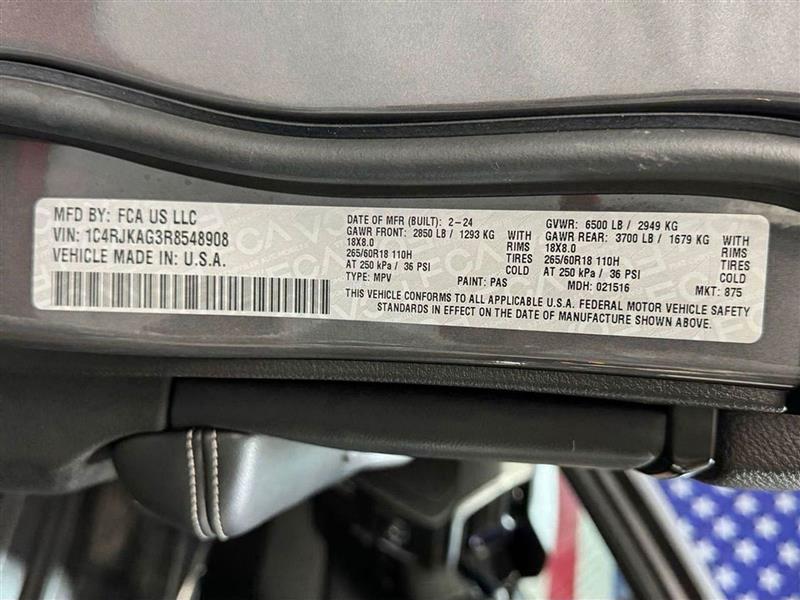 MFD BY: FCA US LLC
VIN: 1C4RJKAG3R8548908
VEHICLE MADE IN: U.S.A.
DATE OF MFR (BUILT): 2-24
GAWR FRONT: 2850 LB / 1293 KG WITH
18X8.0 RIMS
265/60R18 110H TIRES
AT 250 kPa/ 36 PSI COLD
TYPE: MPV PAINT: PAS
GVWR: 6500 LB / 2949 KG
GAWR REAR: 3700 LB / 1679 KG WITH
18X8.0 RIMS
265/60R18 110H TIRES
AT 250 kPa/ 36 PSI COLD
MDH: 021516 MKT: 875
THIS VEHICLE CONFORMS TO ALL APPLICABLE U.S.A. FEDERAL MOTOR VEHICLE SAFETY
STANDARDS IN EFFECT ON THE DATE OF MANUFACTURE SHOWN ABOVE.